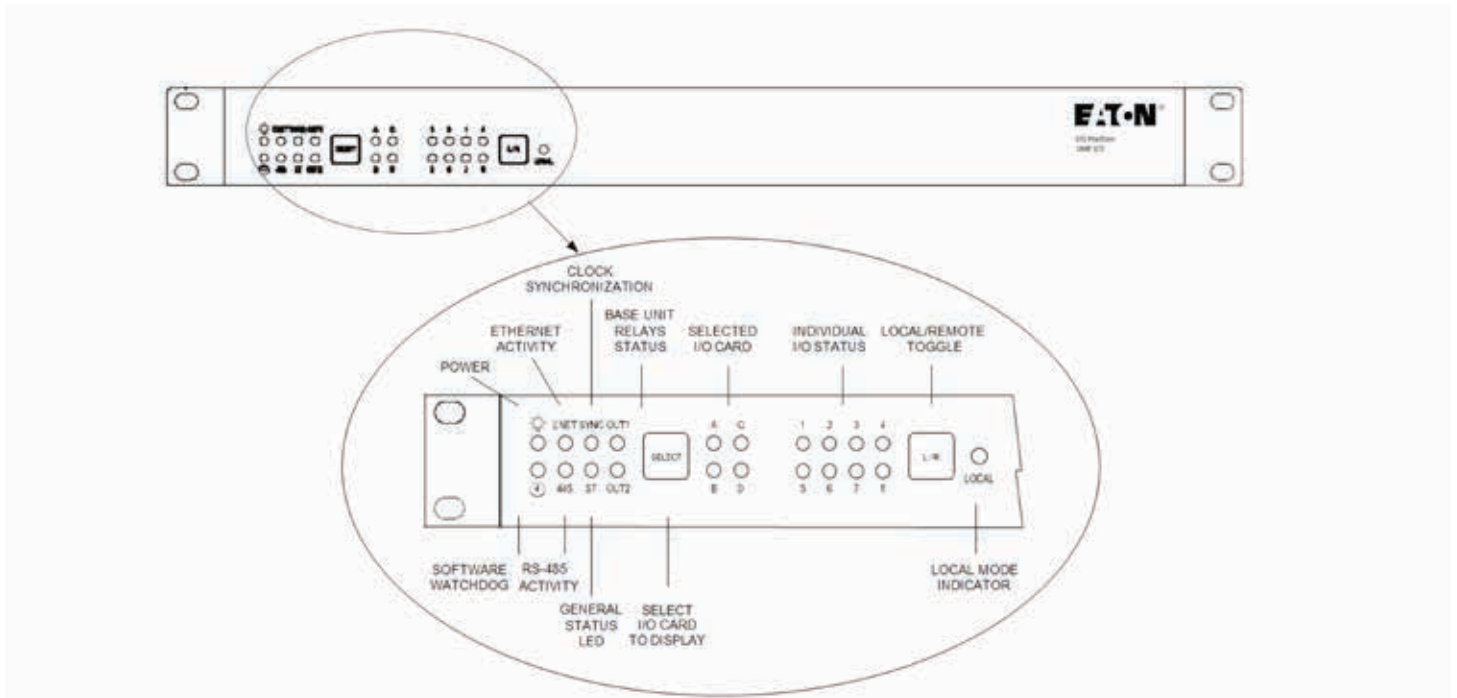 EATON
SELECT
L/R
CLOCK
SYNCHRONIZATION
ETHERNET
ACTIVITY
BASE UNIT
RELAYS
STATUS
SELECTED
I/O CARD
INDIVIDUAL
I/O STATUS
LOCAL/REMOTE
TOGGLE
POWER
SYNC OUT1
A C
1 2 3 4
SELECT
L/R
485 ST OUT2
B D
5 6 7 8
LOCAL
SOFTWARE
WATCHDOG
RS-485
ACTIVITY
GENERAL
STATUS
LED
SELECT
I/O CARD
TO DISPLAY
LOCAL MODE
INDICATOR